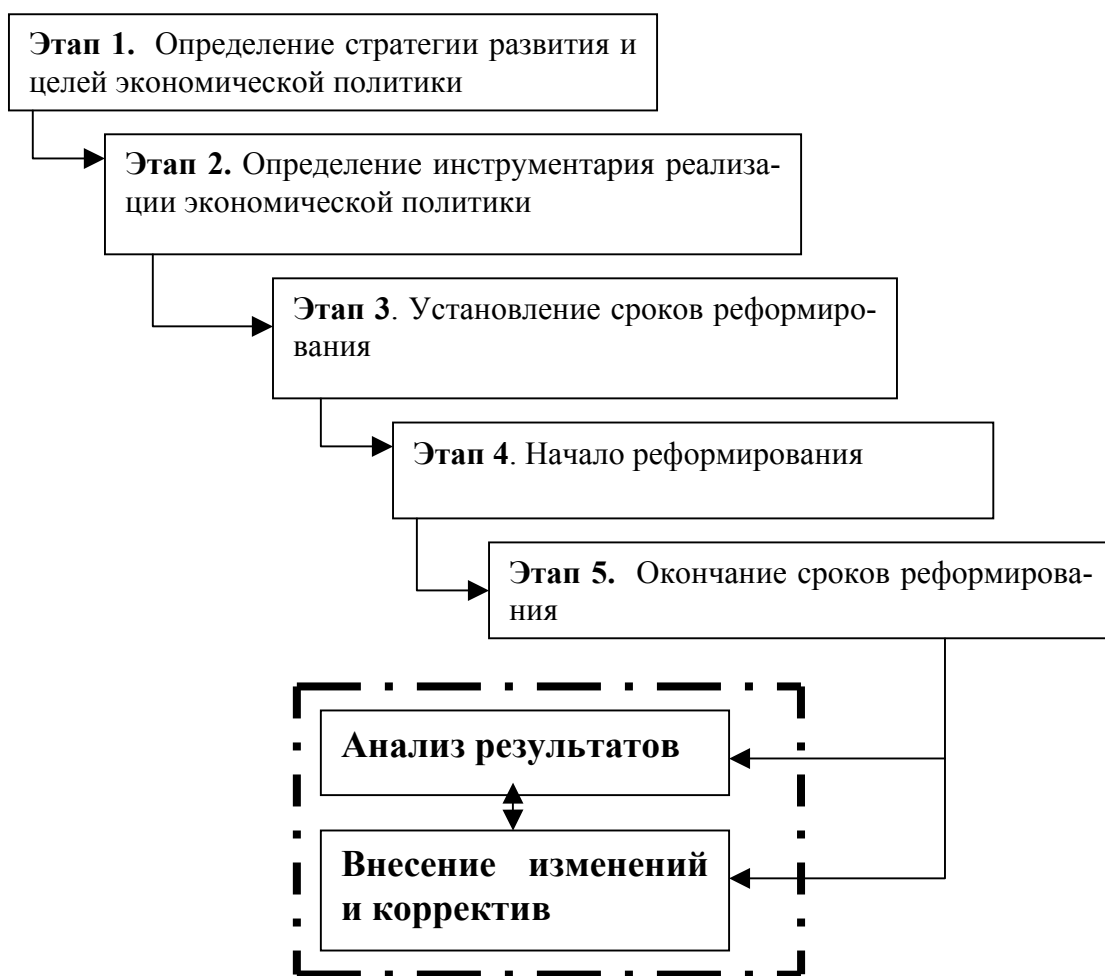 Этап 1. Определение стратегии развития и
целей экономической политики
Этап 2. Определение инструментария реализа-
ции экономической политики
Этап 3. Установление сроков реформиро-
вания
Этап 4. Начало реформирования
Этап 5. Окончание сроков реформирова-
ния
Анализ результатов
Внесение изменений
и корректив